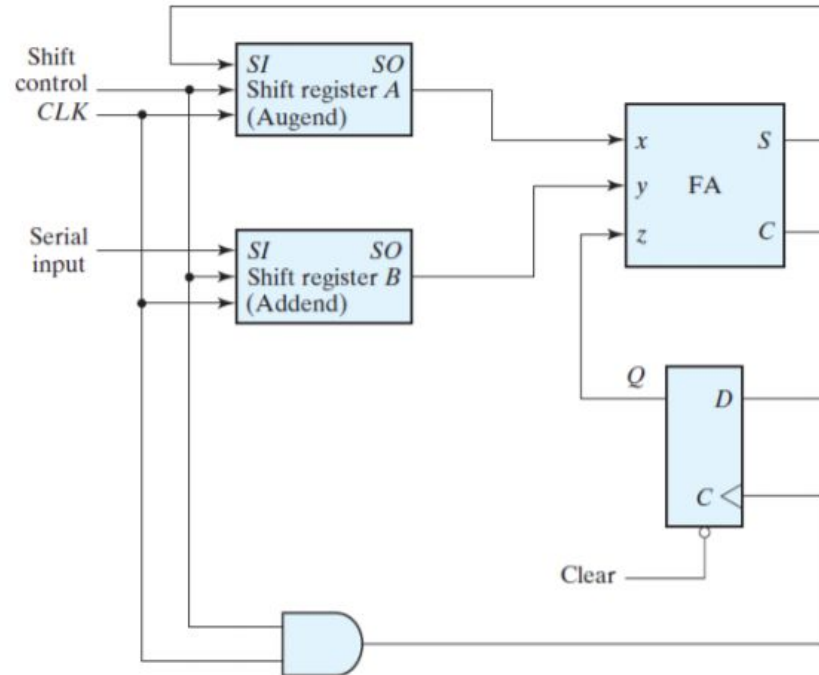 Shift
control
CLK
SI SO
Shift register A
(Augend)
Serial
input
SI SO
Shift register B
(Addend)
x S
y FA
z C
Q
D
C
Clear